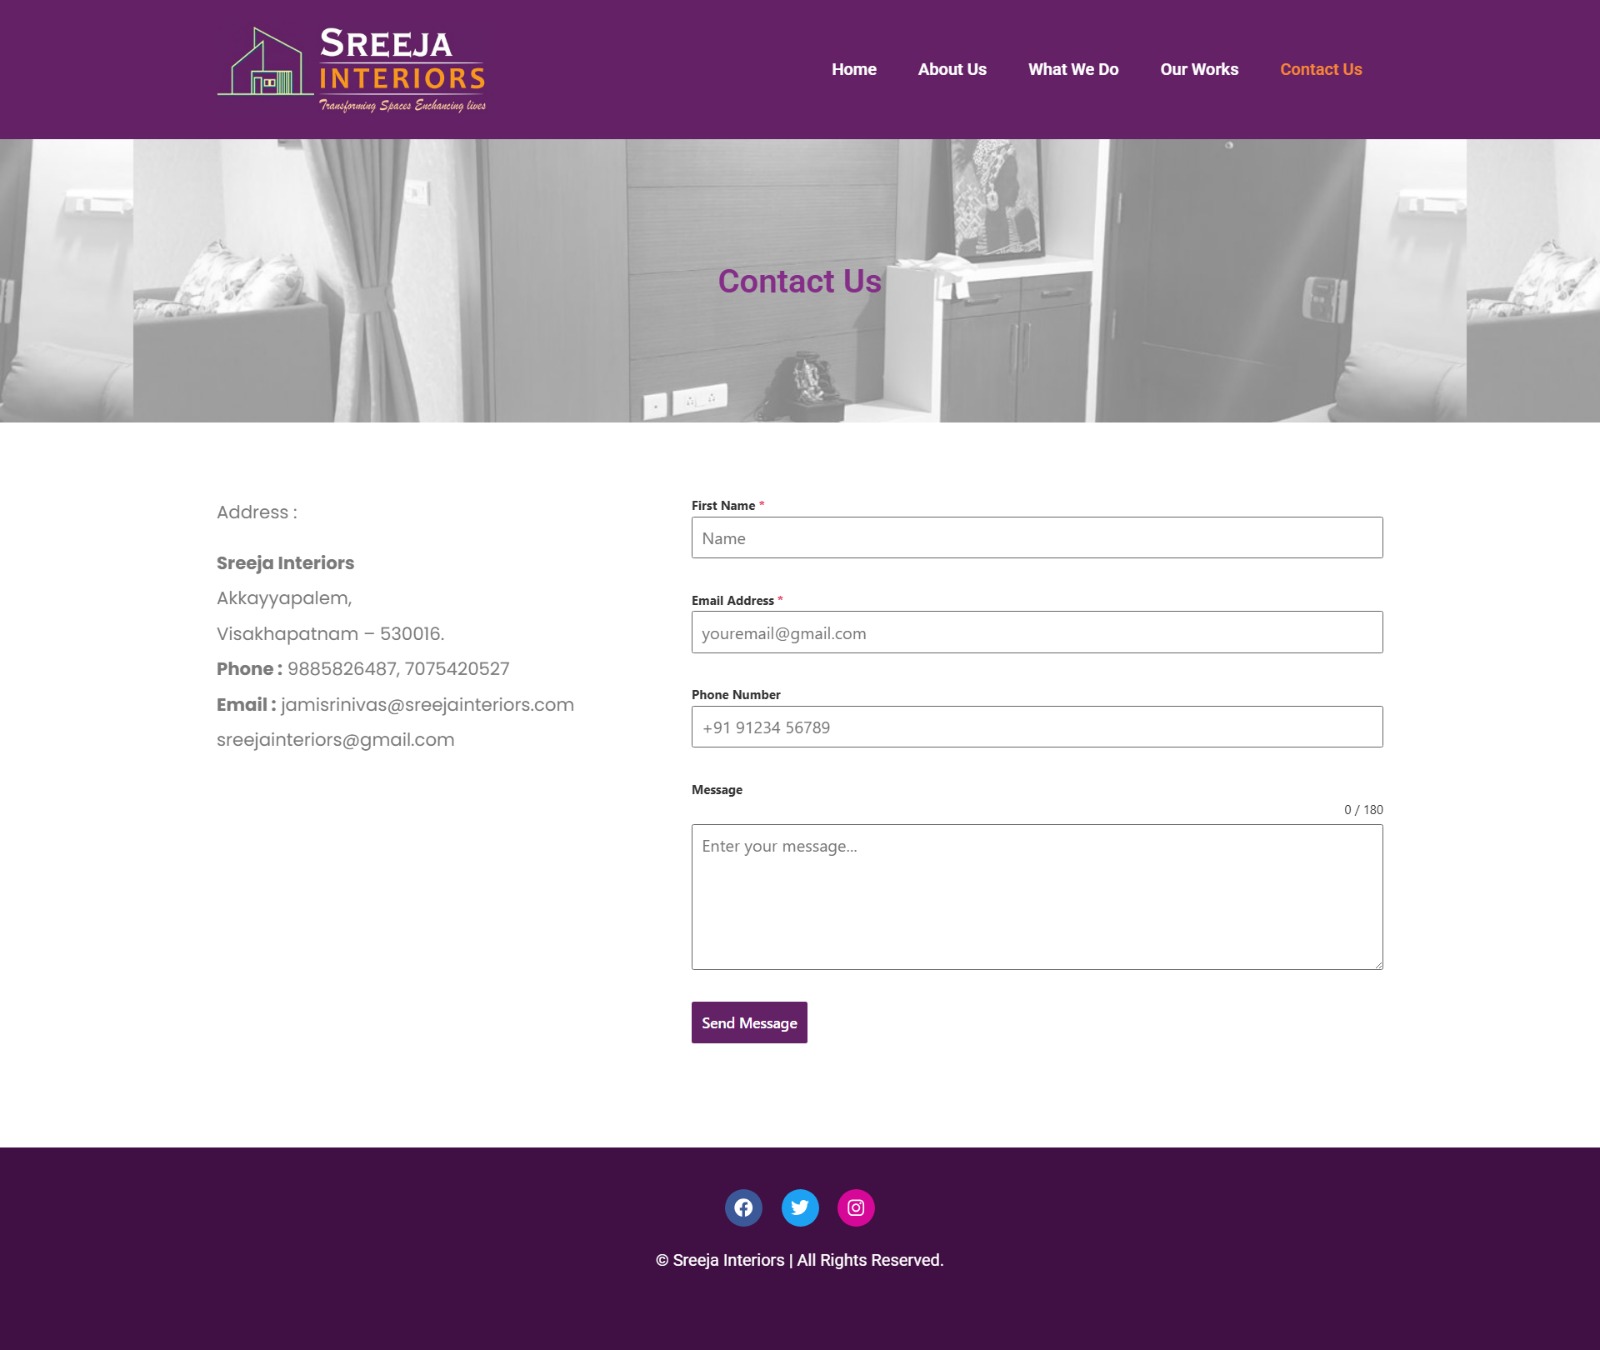 SREEJA
INTERIORS
Transforming Spaces Enchancing lives
Home
About Us
What We Do
Our Works
Contact Us
Contact Us
Address :
Sreeja Interiors
Akkayyapalem,
Visakhapatnam – 530016.
Phone : 9885826487, 7075420527
Email : jamisrinivas@sreejainteriors.com
sreejainteriors@gmail.com
First Name *
Name
Email Address *
youremail@gmail.com
Phone Number
+91 91234 56789
Message
0 / 180
Enter your message...
Send Message
© Sreeja Interiors | All Rights Reserved.